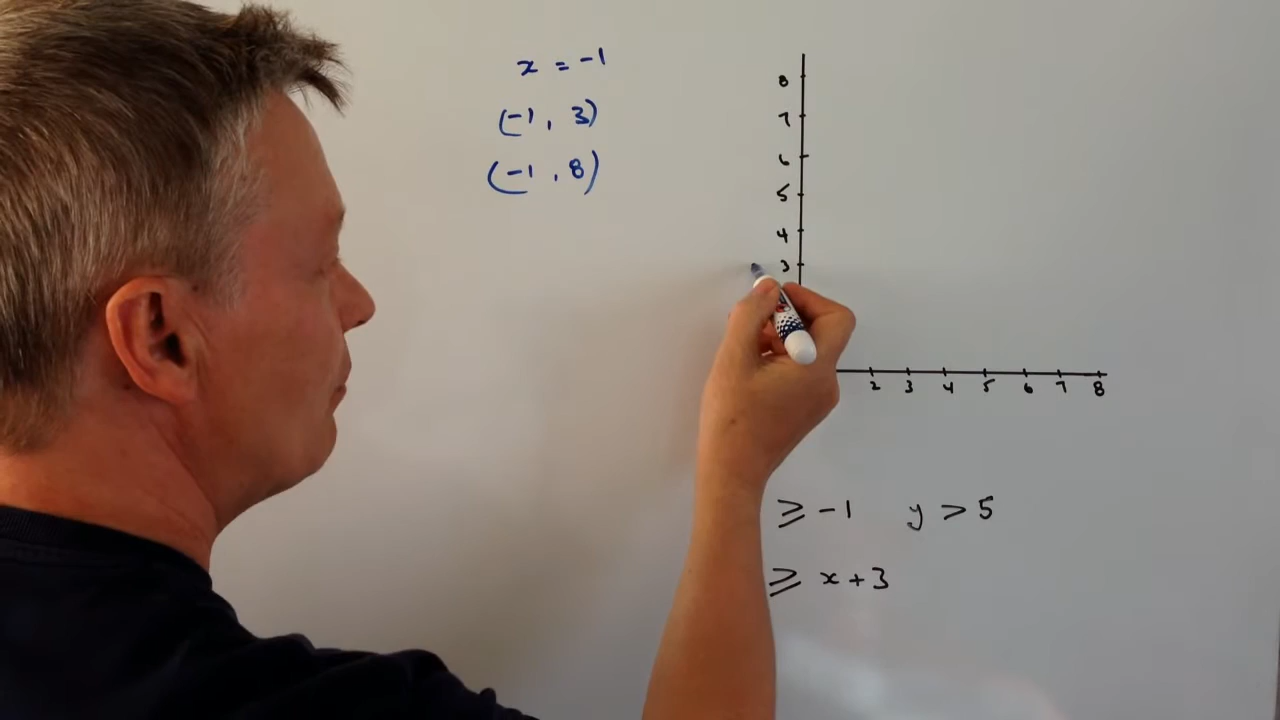 x = -1
(-1, 3)
(-1, 8)
8
7
6
5
4
3
2 3 4 5 6 7 8
≥ -1 y > 5
≥ x + 3